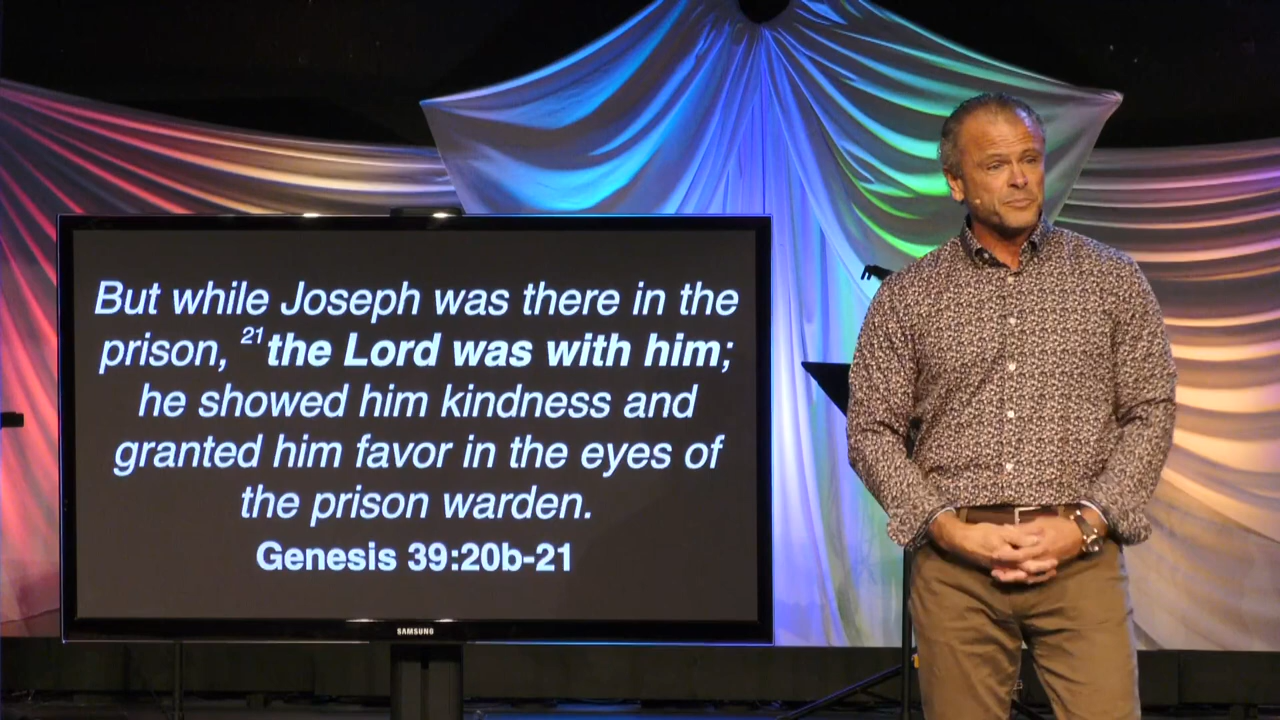 But while Joseph was there in the
prison, 21 the Lord was with him;
he showed him kindness and
granted him favor in the eyes of
the prison warden.
Genesis 39:20b-21
SAMSUNG